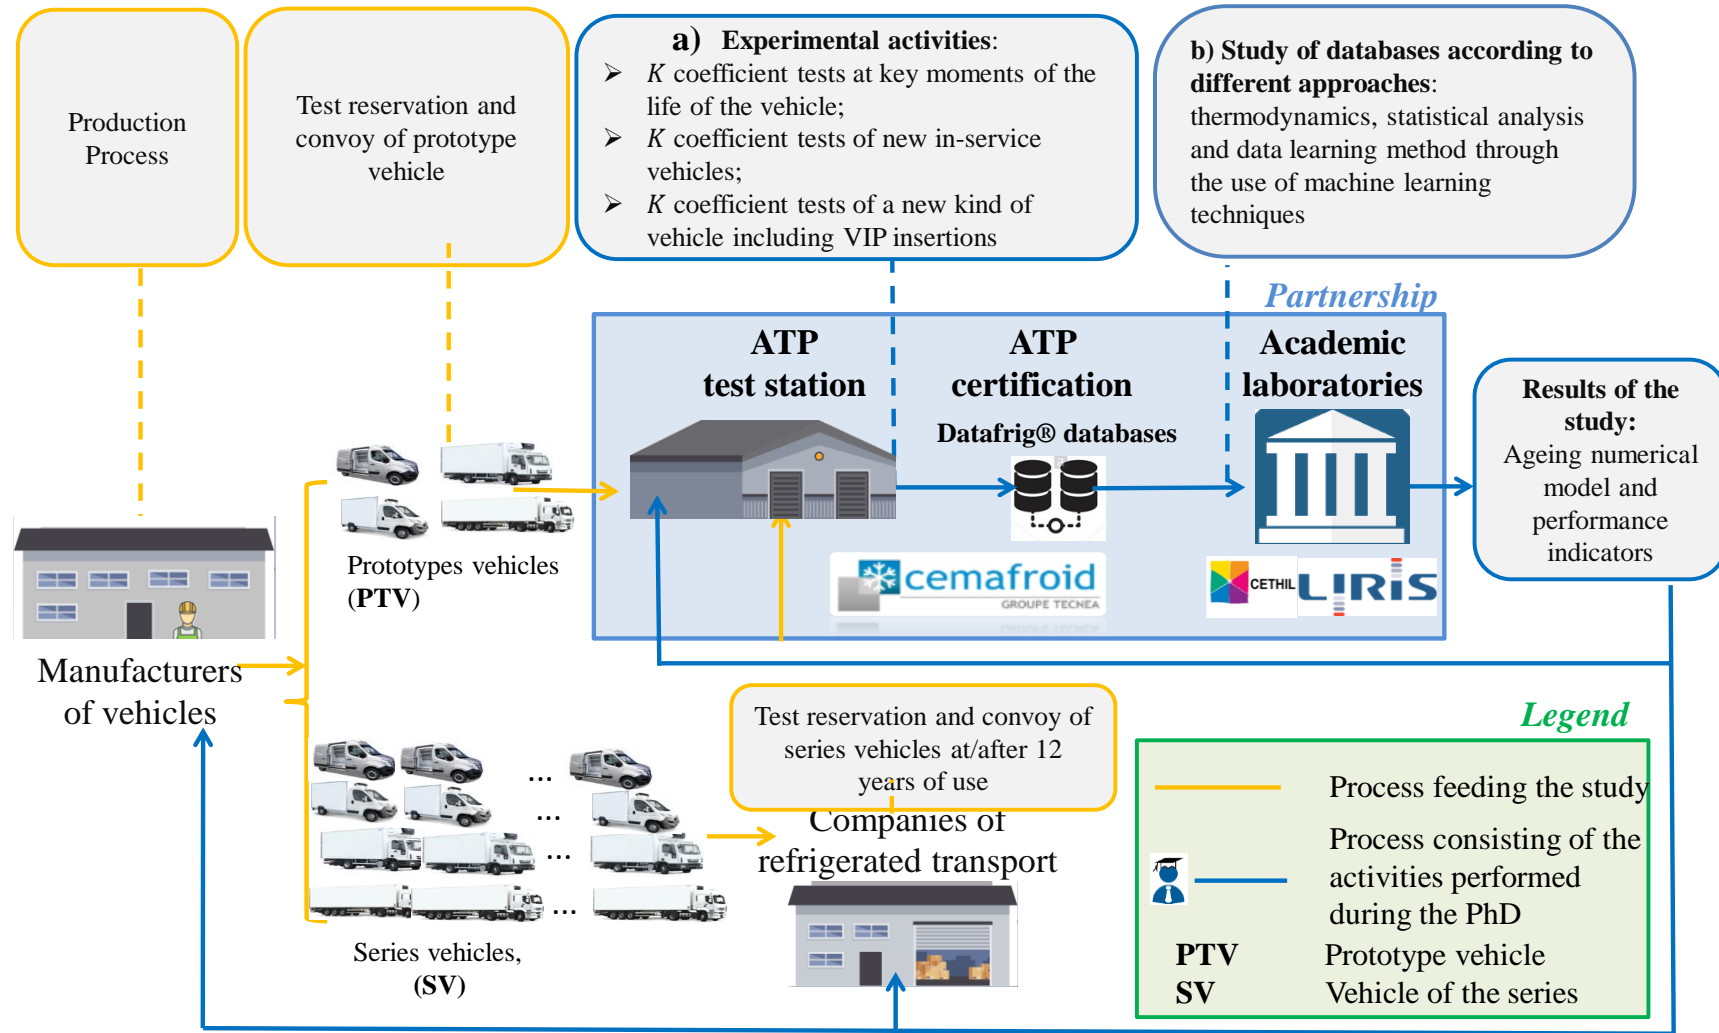 Production
Process
Test reservation and
convoy of prototype
vehicle
a) Experimental activities:
➢ K coefficient tests at key moments of the
life of the vehicle;
➢ K coefficient tests of new in-service
vehicles;
➢ K coefficient tests of a new kind of
vehicle including VIP insertions
b) Study of databases according to
different approaches:
thermodynamics, statistical analysis
and data learning method through
the use of machine learning
techniques
Partnership
ATP
test station
ATP
certification
Datafrig® databases
Academic
laboratories
cemafroid
GROUPE TECNEA
CETHIL
LIRIS
Results of the
study:
Ageing numerical
model and
performance
indicators
Prototypes vehicles
(PTV)
Manufacturers
of vehicles
Test reservation and convoy of
series vehicles at/after 12
years of use
Companies of
refrigerated transport
...
...
...
...
Series vehicles,
(SV)
Legend
Process feeding the study
Process consisting of the
activities performed
during the PhD
PTV Prototype vehicle
SV Vehicle of the series